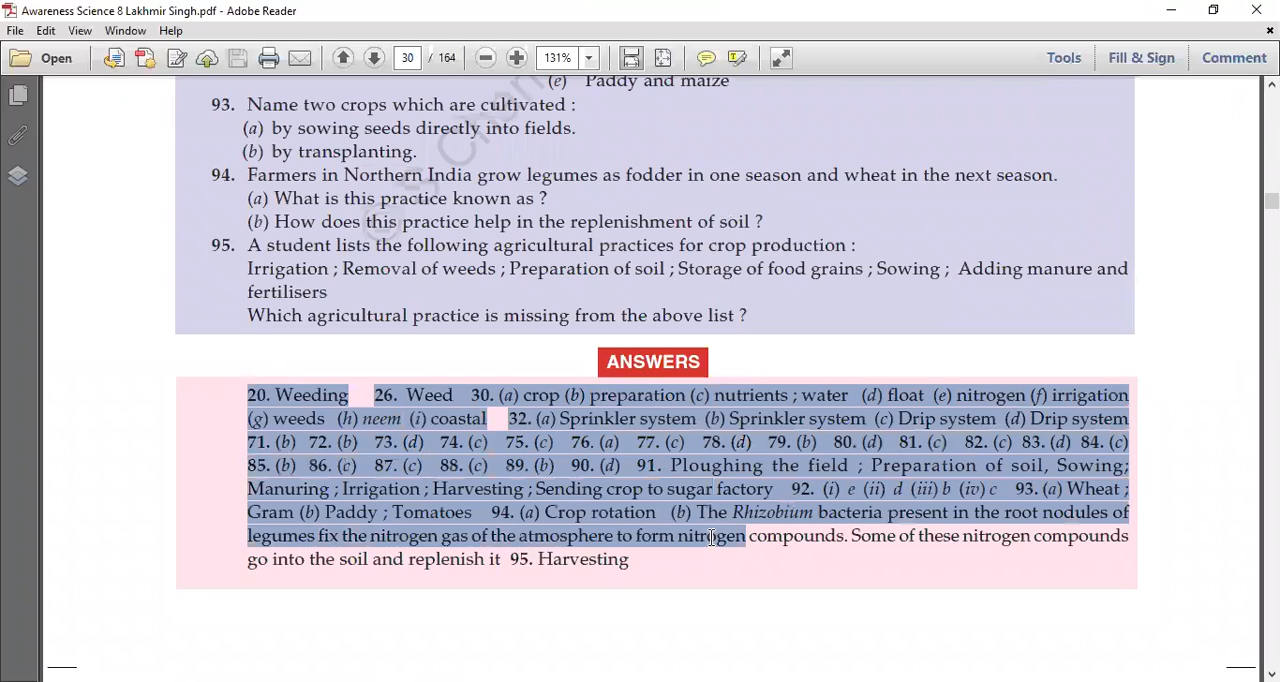 Awareness Science 8 Lakhmir Singh.pdf - Adobe Reader
File Edit View Window Help
Open 30 / 164 131% Tools Fill & Sign Comment
(e) Paddy and maize
93. Name two crops which are cultivated :
(a) by sowing seeds directly into fields.
(b) by transplanting.
94. Farmers in Northern India grow legumes as fodder in one season and wheat in the next season.
(a) What is this practice known as ?
(b) How does this practice help in the replenishment of soil ?
95. A student lists the following agricultural practices for crop production :
Irrigation ; Removal of weeds ; Preparation of soil ; Storage of food grains ; Sowing ; Adding manure and
fertilisers
Which agricultural practice is missing from the above list ?
ANSWERS
20. Weeding 26. Weed 30. (a) crop (b) preparation (c) nutrients ; water (d) float (e) nitrogen (f) irrigation
(g) weeds (h) neem (i) coastal 32. (a) Sprinkler system (b) Sprinkler system (c) Drip system (d) Drip system
71. (b) 72. (b) 73. (d) 74. (c) 75. (c) 76. (a) 77. (c) 78. (d) 79. (b) 80. (d) 81. (c) 82. (c) 83. (d) 84. (c)
85. (b) 86. (c) 87. (c) 88. (c) 89. (b) 90. (d) 91. Ploughing the field ; Preparation of soil, Sowing;
Manuring ; Irrigation ; Harvesting ; Sending crop to sugar factory 92. (i) e (ii) d (iii) b (iv) c 93. (a) Wheat ;
Gram (b) Paddy ; Tomatoes 94. (a) Crop rotation (b) The Rhizobium bacteria present in the root nodules of
legumes fix the nitrogen gas of the atmosphere to form nitrogen compounds. Some of these nitrogen compounds
go into the soil and replenish it 95. Harvesting